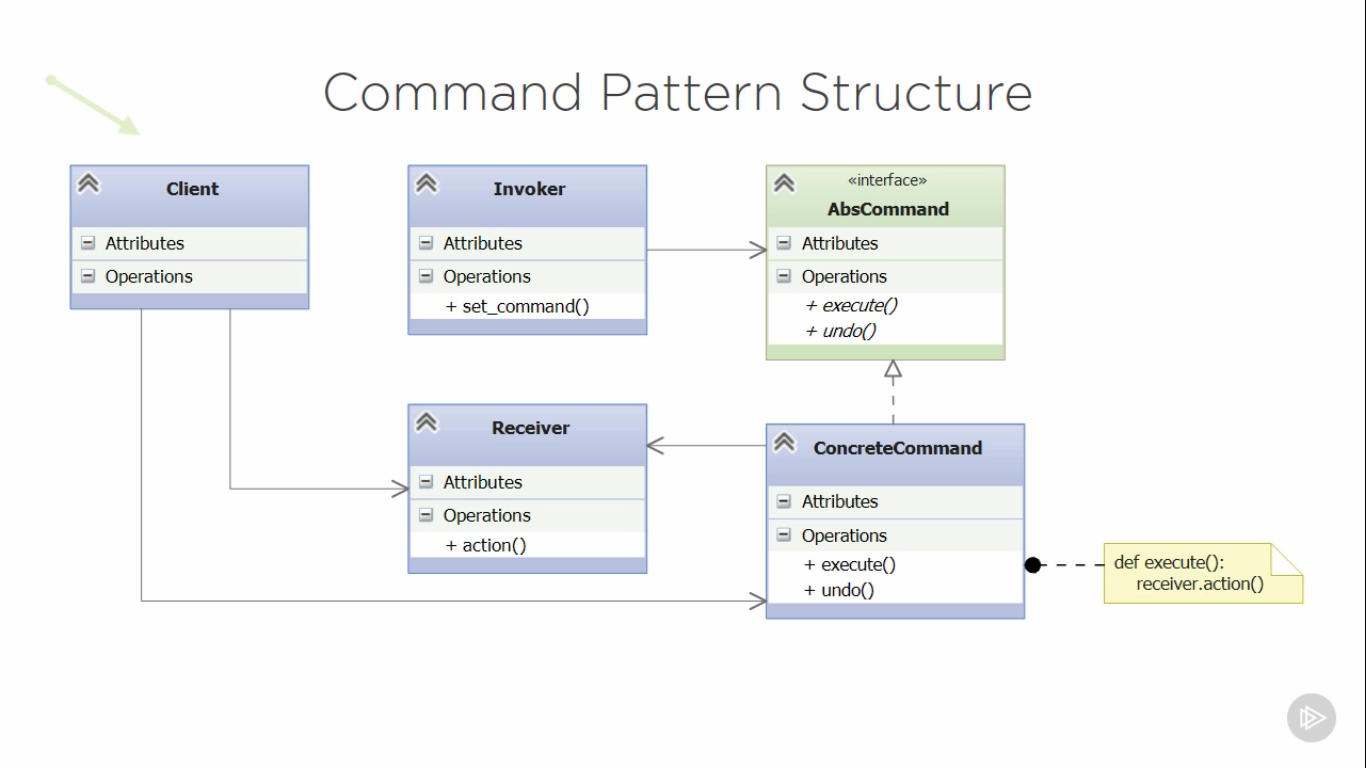 Command Pattern Structure
Client
Attributes
Operations
Invoker
Attributes
Operations
+ set_command()
«interface»
AbsCommand
Attributes
Operations
+ execute()
+ undo()
Receiver
Attributes
Operations
+ action()
ConcreteCommand
Attributes
Operations
+ execute()
+ undo()
def execute():
receiver.action()